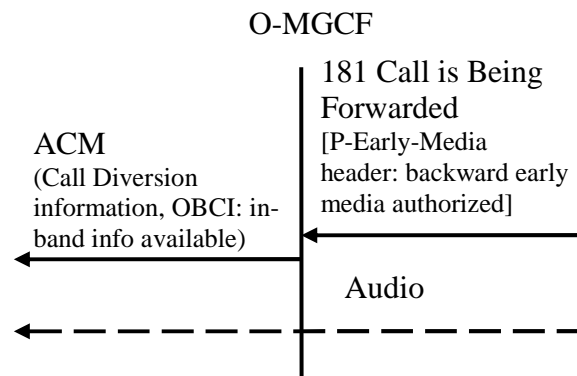 O-MGCF
181 Call is Being
Forwarded
[P-Early-Media
header: backward early
media authorized]
ACM
(Call Diversion
information, OBCI: in-
band info available)
Audio